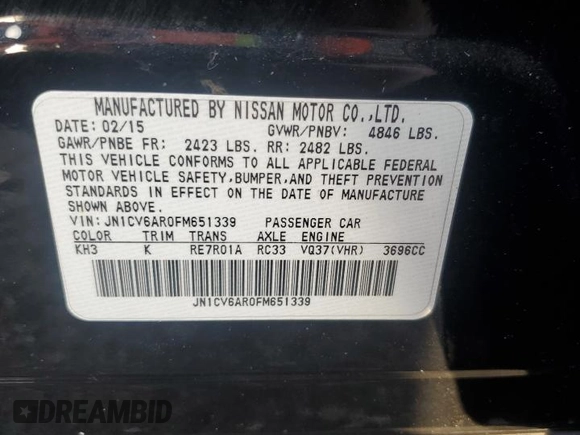 MANUFACTURED BY NISSAN MOTOR CO.,LTD.
DATE: 02/15 GVWR/PNBV: 4846 LBS.
GAWR/PNBE FR: 2423 LBS. RR: 2482 LBS.
THIS VEHICLE CONFORMS TO ALL APPLICABLE FEDERAL
MOTOR VEHICLE SAFETY,BUMPER,AND THEFT PREVENTION
STANDARDS IN EFFECT ON THE DATE OF MANUFACTURE
SHOWN ABOVE.
VIN: JN1CV6AR0FM651339 PASSENGER CAR
COLOR TRIM TRANS AXLE ENGINE
KH3 K RE7R01A RC33 VQ37(VHR) 3696CC
JN1CV6AR0FM651339
DREAMBID